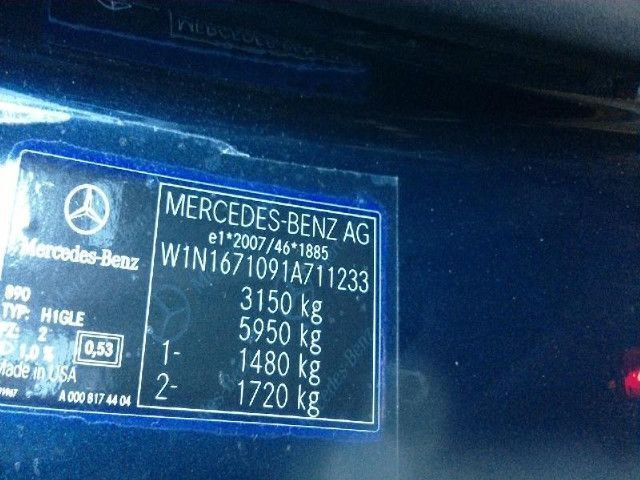 Mercedes-Benz
890
TYP: H1GLE
PZ: 2
1,0 %
0,53
Made in USA
A 000 817 44 04
MERCEDES-BENZ AG
e1*2007/46*1885
W1N1671091A711233
3150 kg
5950 kg
1- 1480 kg
2- 1720 kg